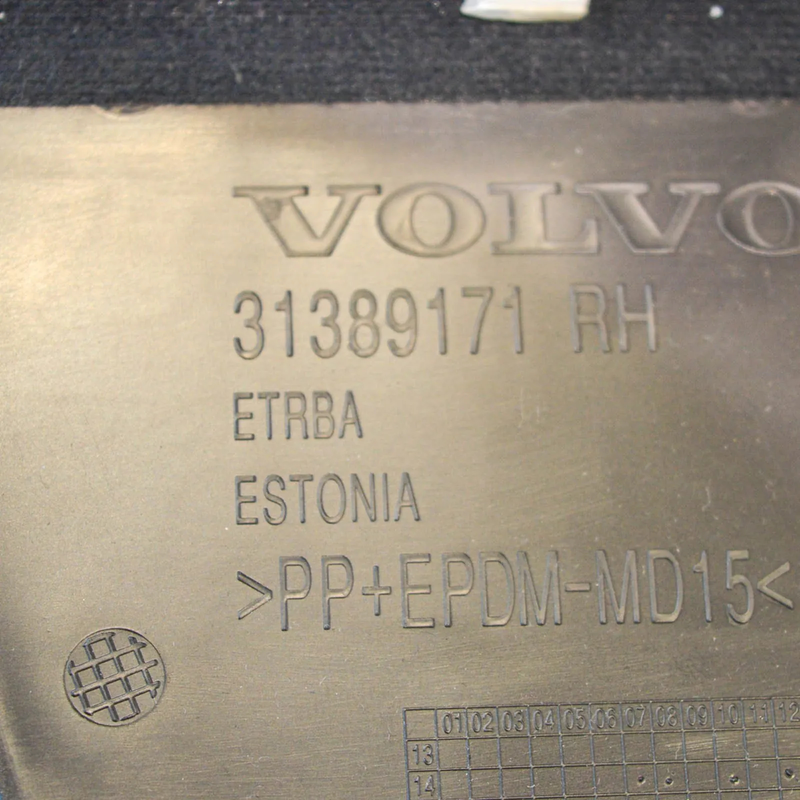 VOLVO
31389171 RH
ETRBA
ESTONIA
>PP+EPDM-MD15<
01 02 03 04 05 06 07 08 09 10 11 12
13
14